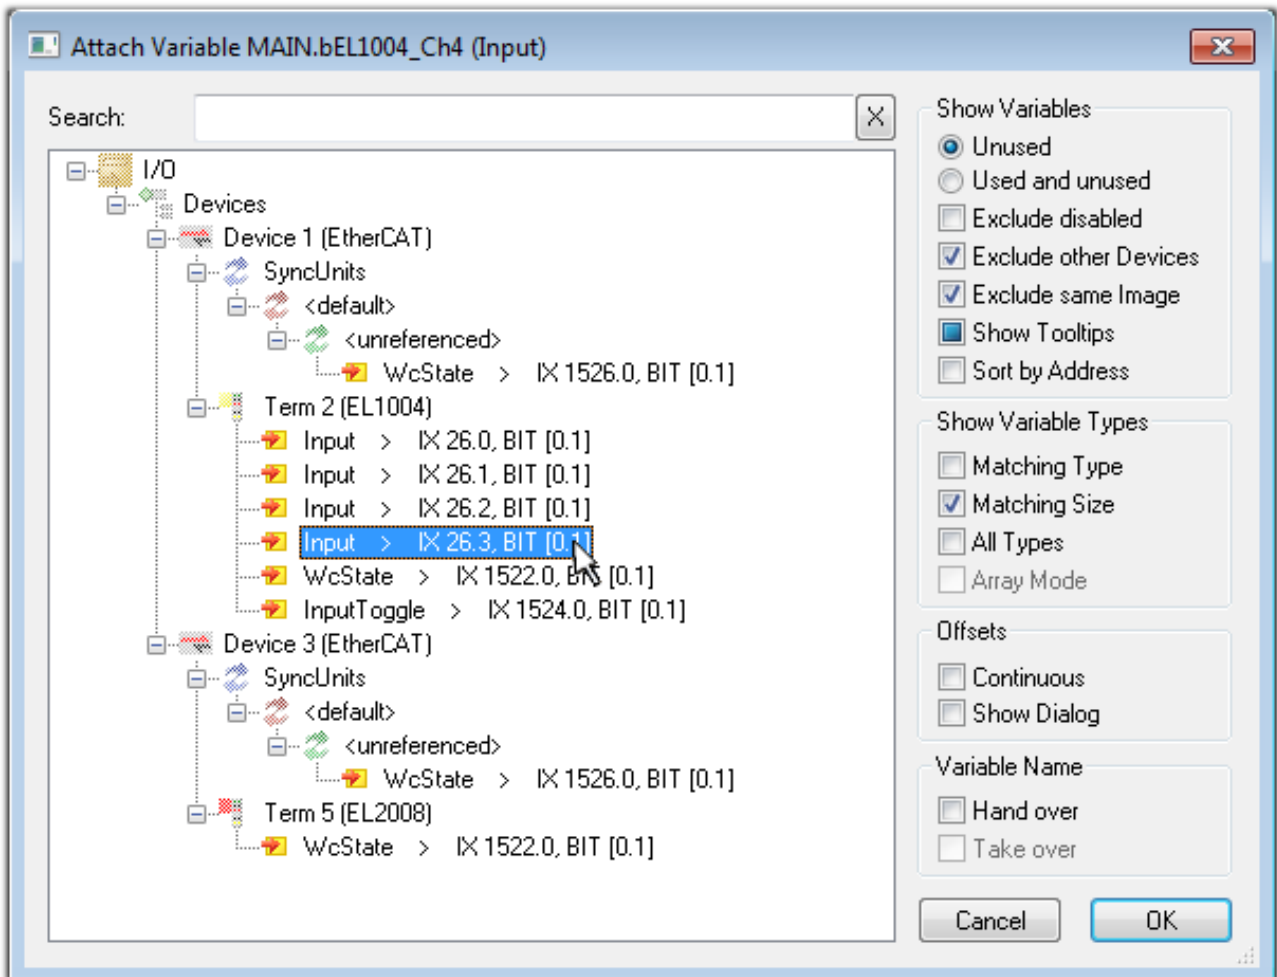 Attach Variable MAIN.bEL1004_Ch4 (Input)
Search:
X
I/O
Devices
Device 1 (EtherCAT)
SyncUnits
<default>
<unreferenced>
WcState > IX 1526.0, BIT [0.1]
Term 2 (EL1004)
Input > IX 26.0, BIT [0.1]
Input > IX 26.1, BIT [0.1]
Input > IX 26.2, BIT [0.1]
Input > IX 26.3, BIT [0.1]
WcState > IX 1522.0, BIT [0.1]
InputToggle > IX 1524.0, BIT [0.1]
Device 3 (EtherCAT)
SyncUnits
<default>
<unreferenced>
WcState > IX 1526.0, BIT [0.1]
Term 5 (EL2008)
WcState > IX 1522.0, BIT [0.1]
Show Variables
Unused
Used and unused
Exclude disabled
Exclude other Devices
Exclude same Image
Show Tooltips
Sort by Address
Show Variable Types
Matching Type
Matching Size
All Types
Array Mode
Offsets
Continuous
Show Dialog
Variable Name
Hand over
Take over
Cancel
OK